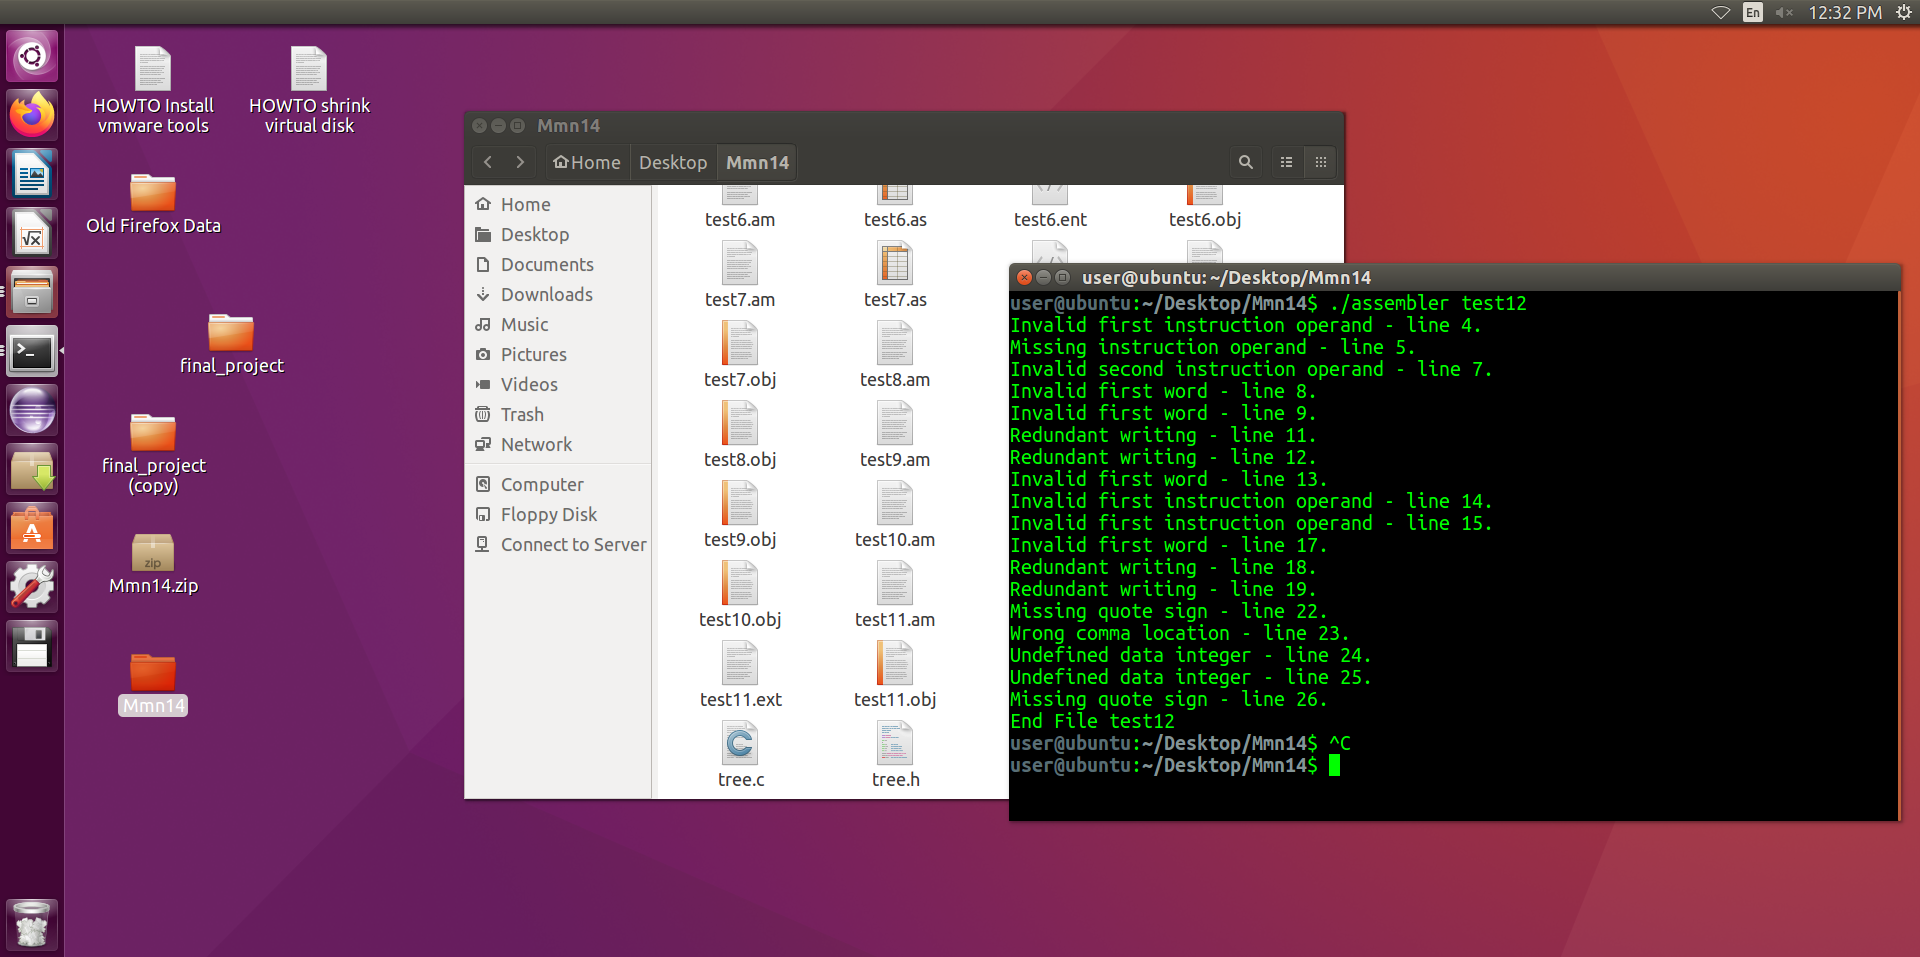 En
12:32 PM
HOWTO Install
vmware tools
HOWTO shrink
virtual disk
Old Firefox Data
final_project
final_project
(copy)
zip
Mmn14.zip
Mmn14
Mmn14
Home
Desktop
Mmn14
Home
Desktop
Documents
Downloads
Music
Pictures
Videos
Trash
Network
Computer
Floppy Disk
Connect to Server
test6.am
test6.as
test6.ent
test6.obj
test7.am
test7.as
test7.obj
test8.am
test8.obj
test9.am
test9.obj
test10.am
test10.obj
test11.am
test11.ext
test11.obj
tree.c
tree.h
user@ubuntu: ~/Desktop/Mmn14
user@ubuntu:~/Desktop/Mmn14$ ./assembler test12
Invalid first instruction operand - line 4.
Missing instruction operand - line 5.
Invalid second instruction operand - line 7.
Invalid first word - line 8.
Invalid first word - line 9.
Redundant writing - line 11.
Redundant writing - line 12.
Invalid first word - line 13.
Invalid first instruction operand - line 14.
Invalid first instruction operand - line 15.
Invalid first word - line 17.
Redundant writing - line 18.
Redundant writing - line 19.
Missing quote sign - line 22.
Wrong comma location - line 23.
Undefined data integer - line 24.
Undefined data integer - line 25.
Missing quote sign - line 26.
End File test12
user@ubuntu:~/Desktop/Mmn14$ ^C
user@ubuntu:~/Desktop/Mmn14$